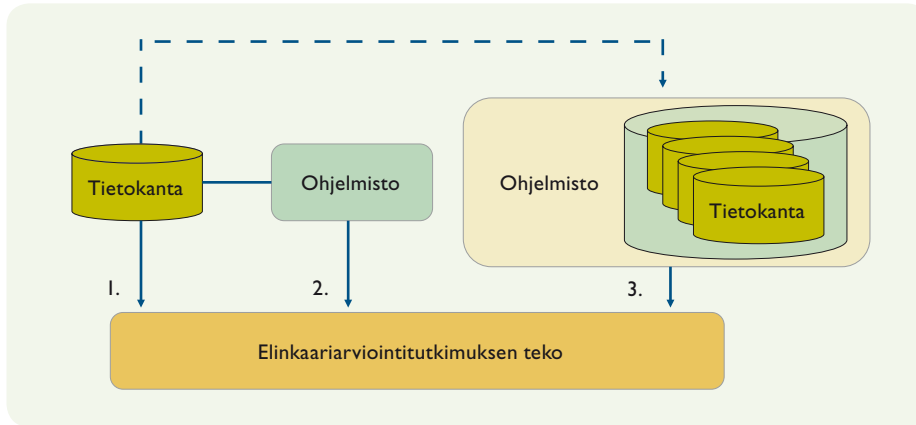 Tietokanta
Ohjelmisto
Ohjelmisto
Tietokanta
1.
2.
3.
Elinkaariarviointitutkimuksen teko